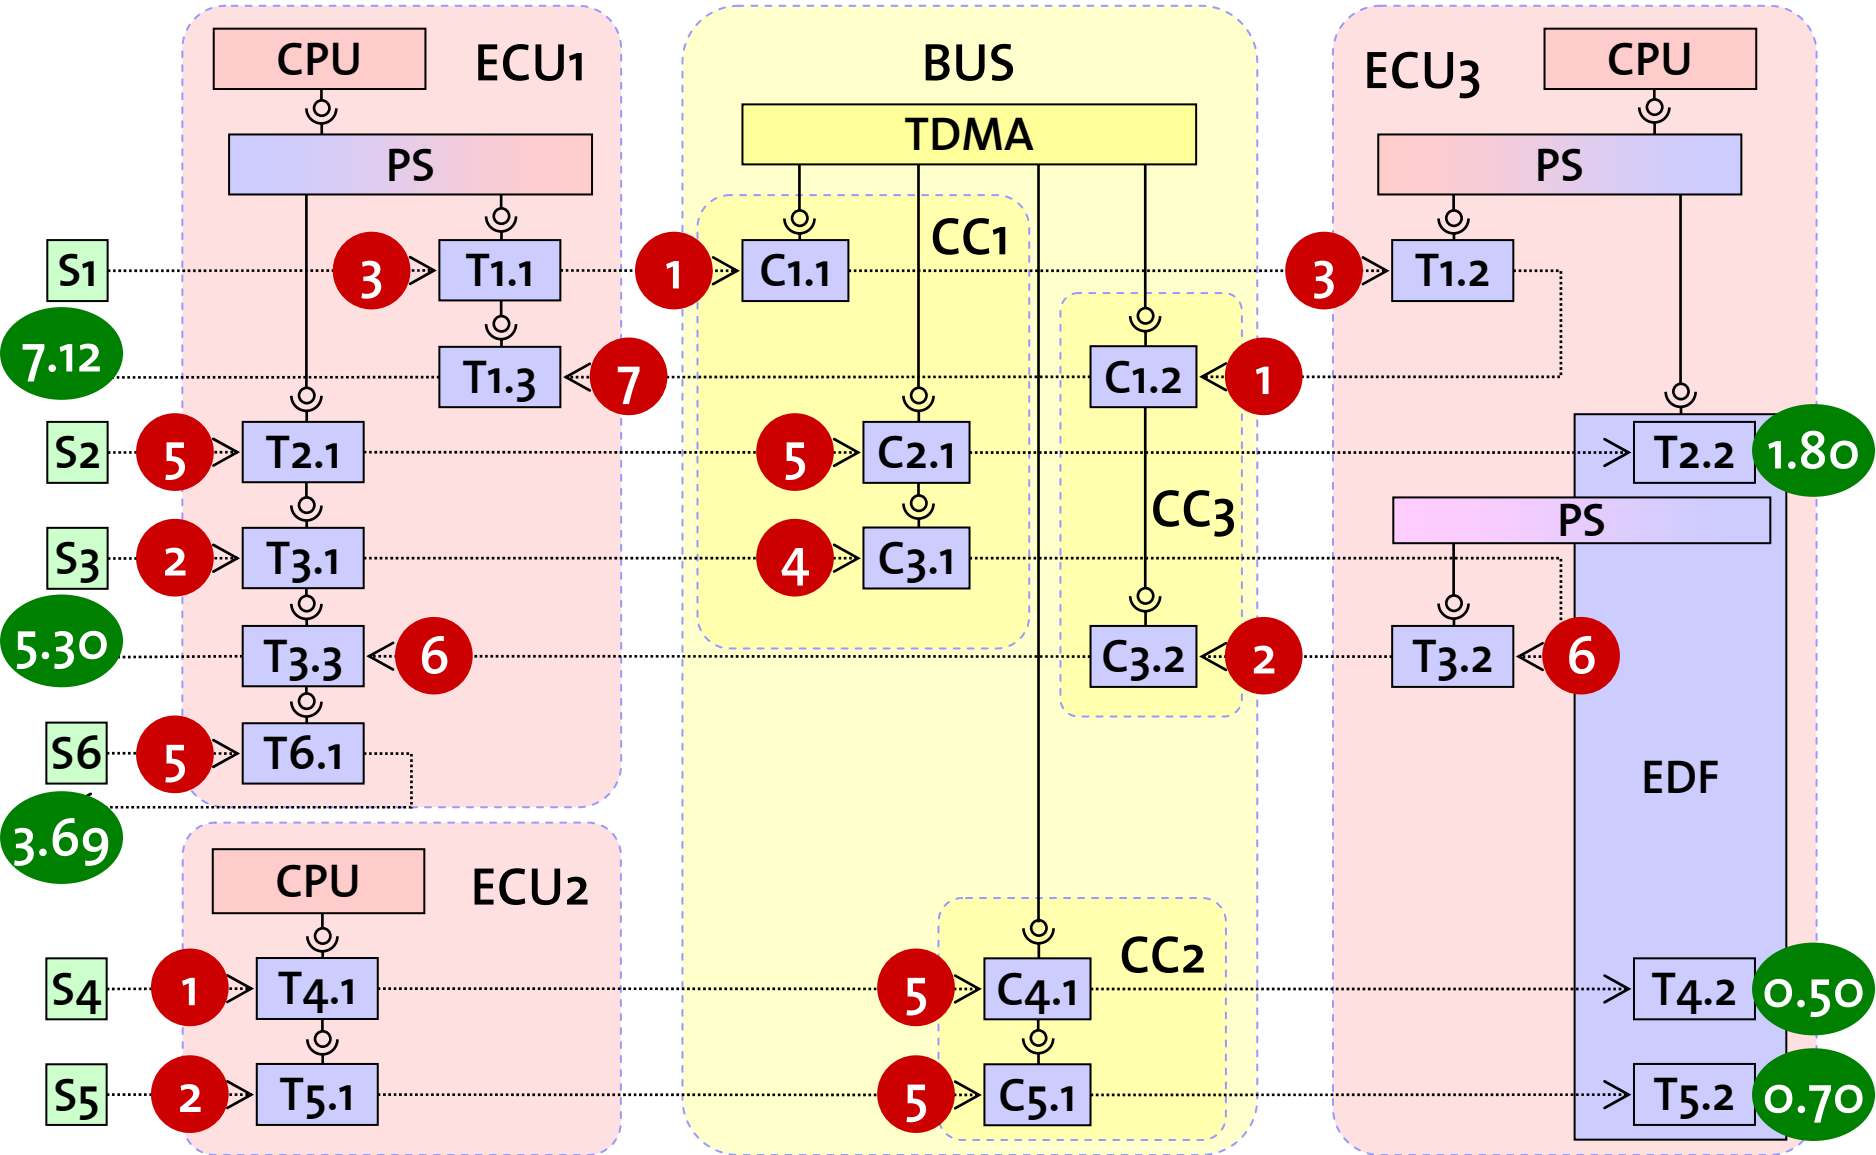 CPU
ECU1
PS
S1
3
T1.1
7.12
T1.3
7
S2
5
T2.1
S3
2
T3.1
5.30
T3.3
6
S6
5
T6.1
3.69
CPU
ECU2
S4
1
T4.1
S5
2
T5.1
BUS
TDMA
CC1
1
C1.1
C1.2
1
5
C2.1
CC3
4
C3.1
C3.2
2
CC2
5
C4.1
5
C5.1
ECU3
CPU
PS
3
T1.2
T2.2
1.80
PS
T3.2
6
EDF
T4.2
0.50
T5.2
0.70